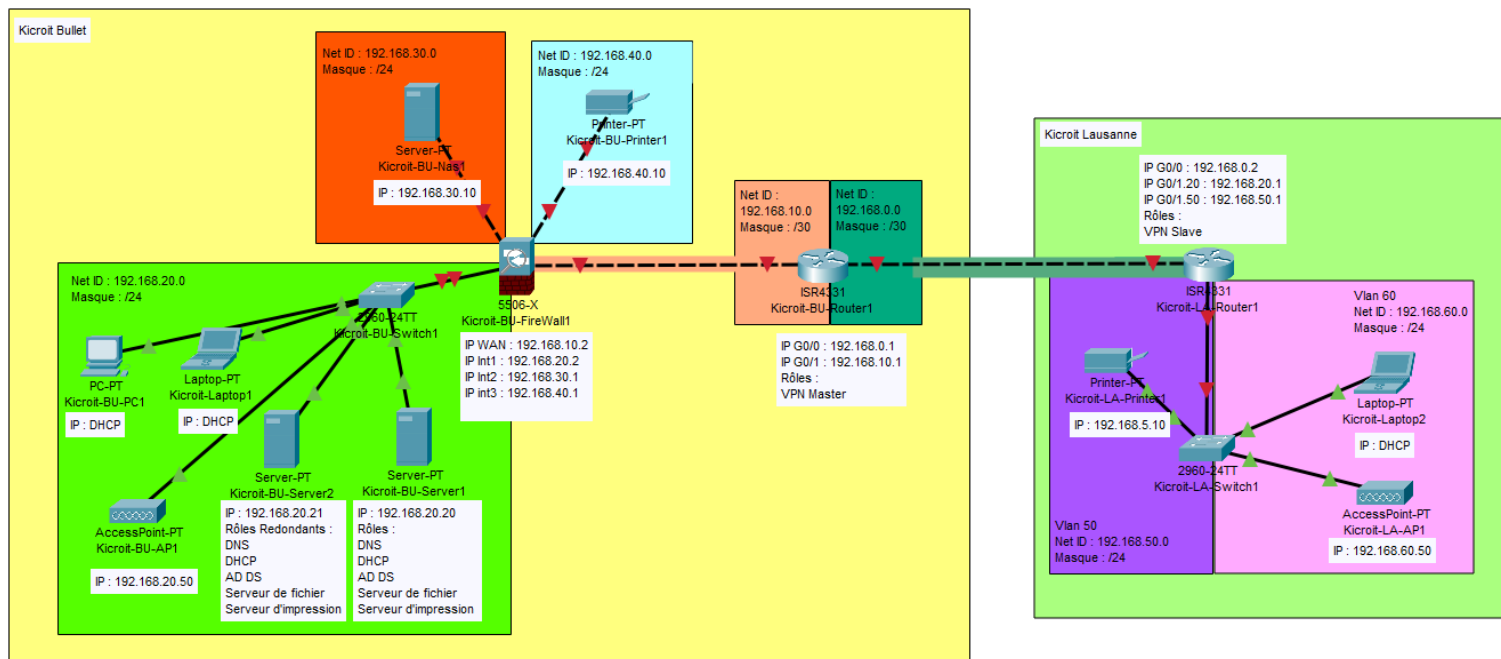 Kicroit Bullet
Net ID : 192.168.30.0
Masque : /24
Server-PT
Kicroit-BU-Nas1
IP : 192.168.30.10
Net ID : 192.168.40.0
Masque : /24
Printer-PT
Kicroit-BU-Printer1
IP : 192.168.40.10
Net ID : 192.168.20.0
Masque : /24
2960-24TT
Kicroit-BU-Switch1
PC-PT
Kicroit-BU-PC1
IP : DHCP
Laptop-PT
Kicroit-Laptop1
IP : DHCP
AccessPoint-PT
Kicroit-BU-AP1
IP : 192.168.20.50
Server-PT
Kicroit-BU-Server2
IP : 192.168.20.21
Rôles Redondants :
DNS
DHCP
AD DS
Serveur de fichier
Serveur d'impression
Server-PT
Kicroit-BU-Server1
IP : 192.168.20.20
Rôles :
DNS
DHCP
AD DS
Serveur de fichier
Serveur d'impression
5506-X
Kicroit-BU-FireWall1
IP WAN : 192.168.10.2
IP Int1 : 192.168.20.2
IP Int2 : 192.168.30.1
IP int3 : 192.168.40.1
Net ID :
192.168.10.0
Masque : /30
Net ID :
192.168.0.0
Masque : /30
ISR4331
Kicroit-BU-Router1
IP G0/0 : 192.168.0.1
IP G0/1 : 192.168.10.1
Rôles :
VPN Master
Kicroit Lausanne
IP G0/0 : 192.168.0.2
IP G0/1.20 : 192.168.20.1
IP G0/1.50 : 192.168.50.1
Rôles :
VPN Slave
ISR4331
Kicroit-LA-Router1
Printer-PT
Kicroit-LA-Printer1
IP : 192.168.5.10
2960-24TT
Kicroit-LA-Switch1
Vlan 50
Net ID : 192.168.50.0
Masque : /24
Vlan 60
Net ID : 192.168.60.0
Masque : /24
Laptop-PT
Kicroit-Laptop2
IP : DHCP
AccessPoint-PT
Kicroit-LA-AP1
IP : 192.168.60.50